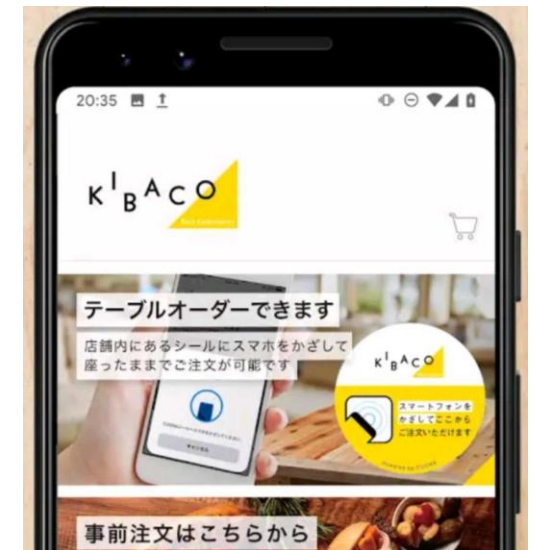 20:35
KIBACO
テーブルオーダーできます
店舗内にあるシールにスマホをかざして
座ったままでご注文が可能です
KIBACO
スマートフォンを
かざしてここから
ご注文いただけます
事前注文はこちらから